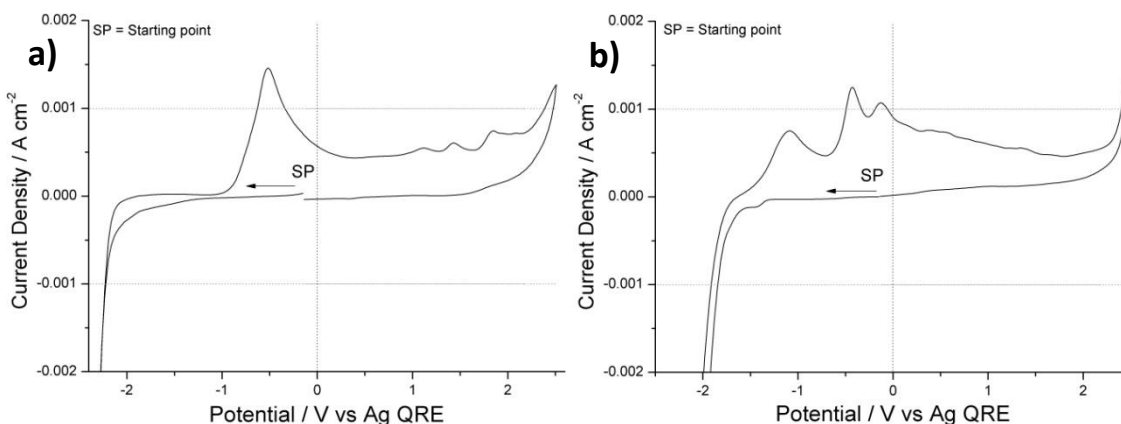 a)
SP = Starting point
SP
0.002
0.001
0.000
-0.001
-0.002
Current Density / A cm-2
-2
-1
0
1
2
Potential / V vs Ag QRE
b)
SP = Starting point
SP
0.002
0.001
0.000
-0.001
-0.002
Current Density / A cm-2
-2
-1
0
1
2
Potential / V vs Ag QRE